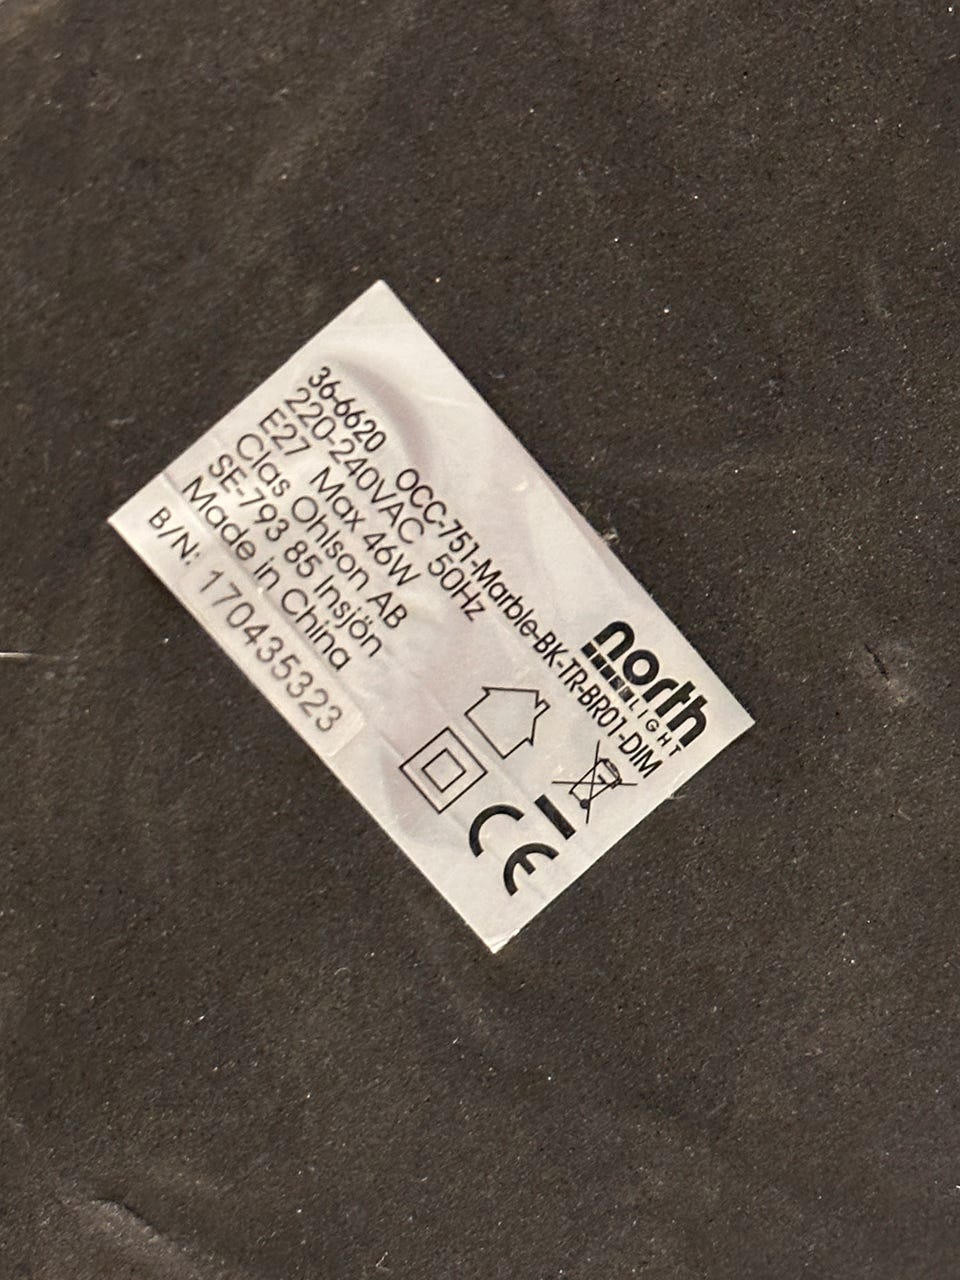 36-6620 OCC-751-Marble-BK-TR-BR01-DIM
220-240VAC 50Hz
E27 Max 46W
Clas Ohlson AB
SE-793 85 Insjön
Made in China
B/N: 170435323
north
LIGHT
CE